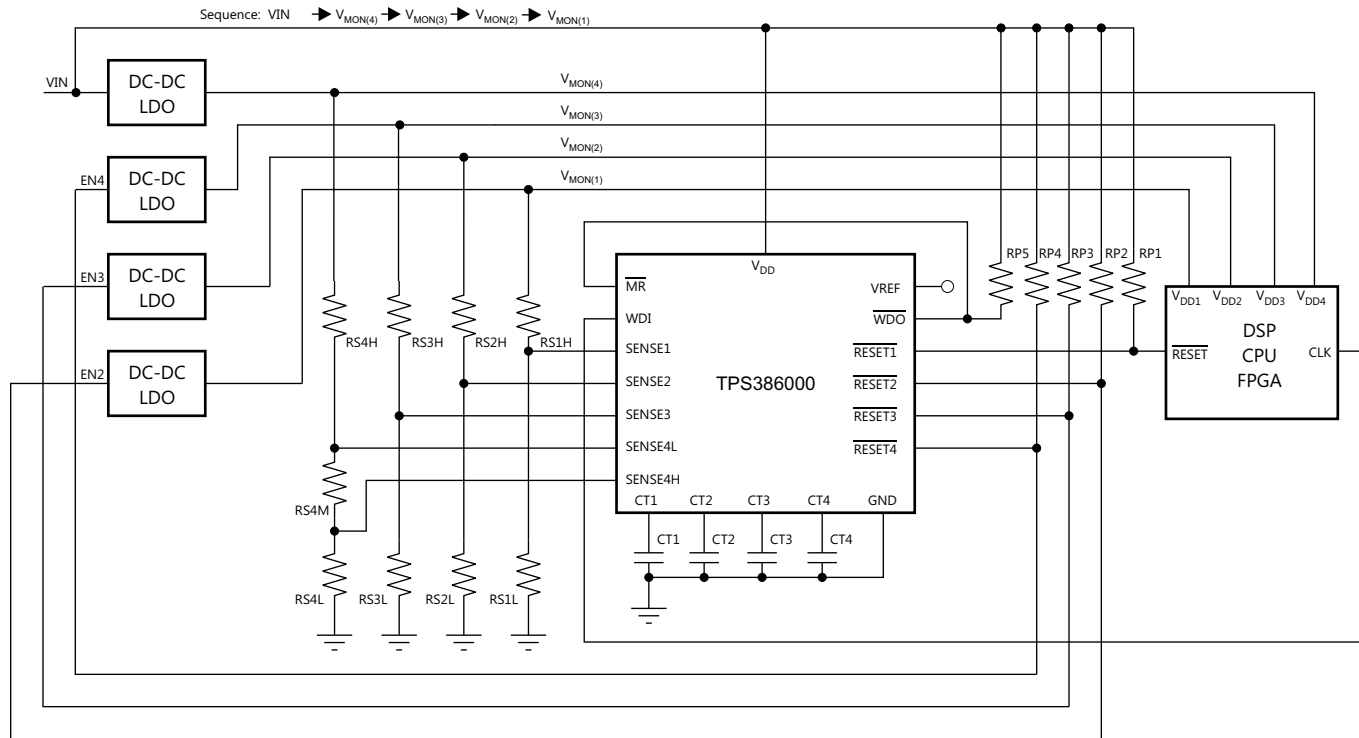 Sequence: VIN → VMON(4) → VMON(3) → VMON(2) → VMON(1)
VIN
DC-DC
LDO
VMON(4)
VMON(3)
VMON(2)
EN4
DC-DC
LDO
VMON(1)
EN3
DC-DC
LDO
EN2
DC-DC
LDO
RS4H
RS3H
RS2H
RS1H
RS4M
RS4L
RS3L
RS2L
RS1L
VDD
MR
WDI
SENSE1
SENSE2
SENSE3
SENSE4L
SENSE4H
TPS386000
VREF
WDO
RESET1
RESET2
RESET3
RESET4
CT1
CT2
CT3
CT4
GND
CT1
CT2
CT3
CT4
RP5
RP4
RP3
RP2
RP1
VDD1
VDD2
VDD3
VDD4
RESET
DSP
CPU
FPGA
CLK